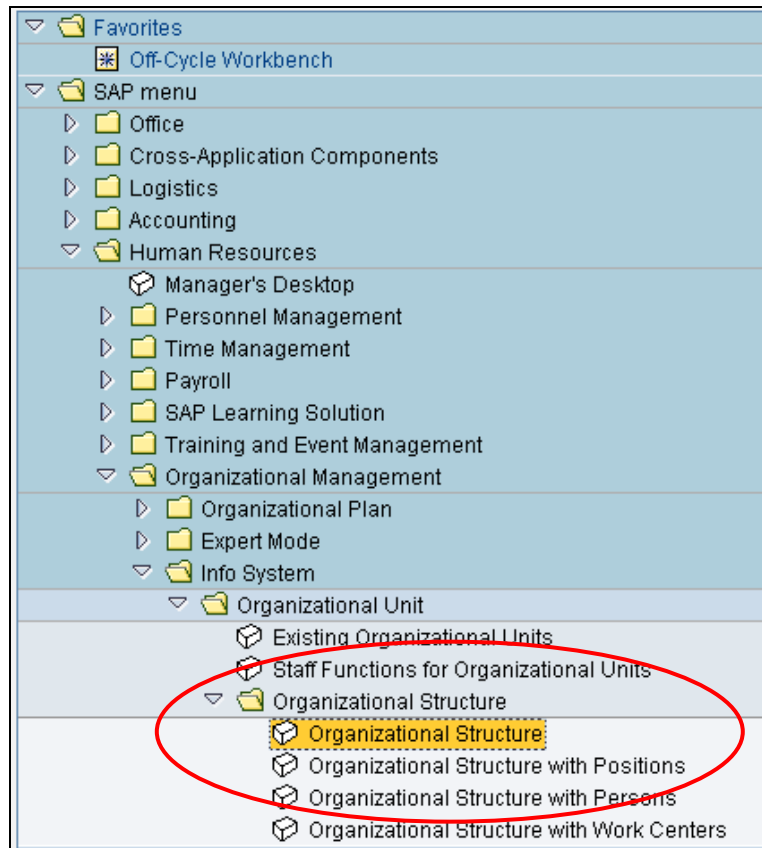 Favorites
Off-Cycle Workbench
SAP menu
Office
Cross-Application Components
Logistics
Accounting
Human Resources
Manager's Desktop
Personnel Management
Time Management
Payroll
SAP Learning Solution
Training and Event Management
Organizational Management
Organizational Plan
Expert Mode
Info System
Organizational Unit
Existing Organizational Units
Staff Functions for Organizational Units
Organizational Structure
Organizational Structure
Organizational Structure with Positions
Organizational Structure with Persons
Organizational Structure with Work Centers